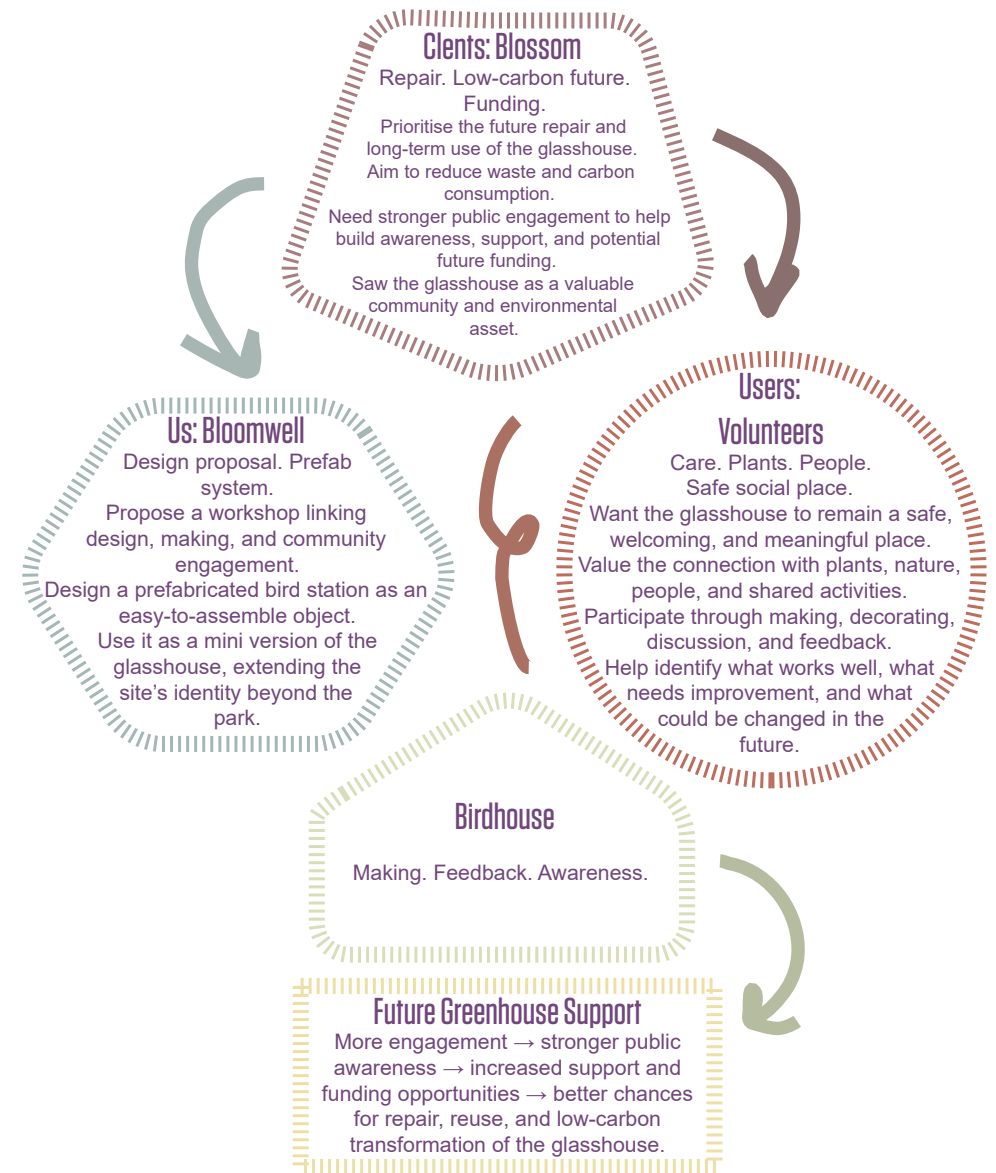 Clents: Blossom
Repair. Low-carbon future.
Funding.
Prioritise the future repair and
long-term use of the glasshouse.
Aim to reduce waste and carbon
consumption.
Need stronger public engagement to help
build awareness, support, and potential
future funding.
Saw the glasshouse as a valuable
community and environmental
asset.
Us: Bloomwell
Design proposal. Prefab
system.
Propose a workshop linking
design, making, and community
engagement.
Design a prefabricated bird station as an
easy-to-assemble object.
Use it as a mini version of the
glasshouse, extending the
site’s identity beyond the
park.
Users:
Volunteers
Care. Plants. People.
Safe social place.
Want the glasshouse to remain a safe,
welcoming, and meaningful place.
Value the connection with plants, nature,
people, and shared activities.
Participate through making, decorating,
discussion, and feedback.
Help identify what works well, what
needs improvement, and what
could be changed in the
future.
Birdhouse
Making. Feedback. Awareness.
Future Greenhouse Support
More engagement → stronger public
awareness → increased support and
funding opportunities → better chances
for repair, reuse, and low-carbon
transformation of the glasshouse.